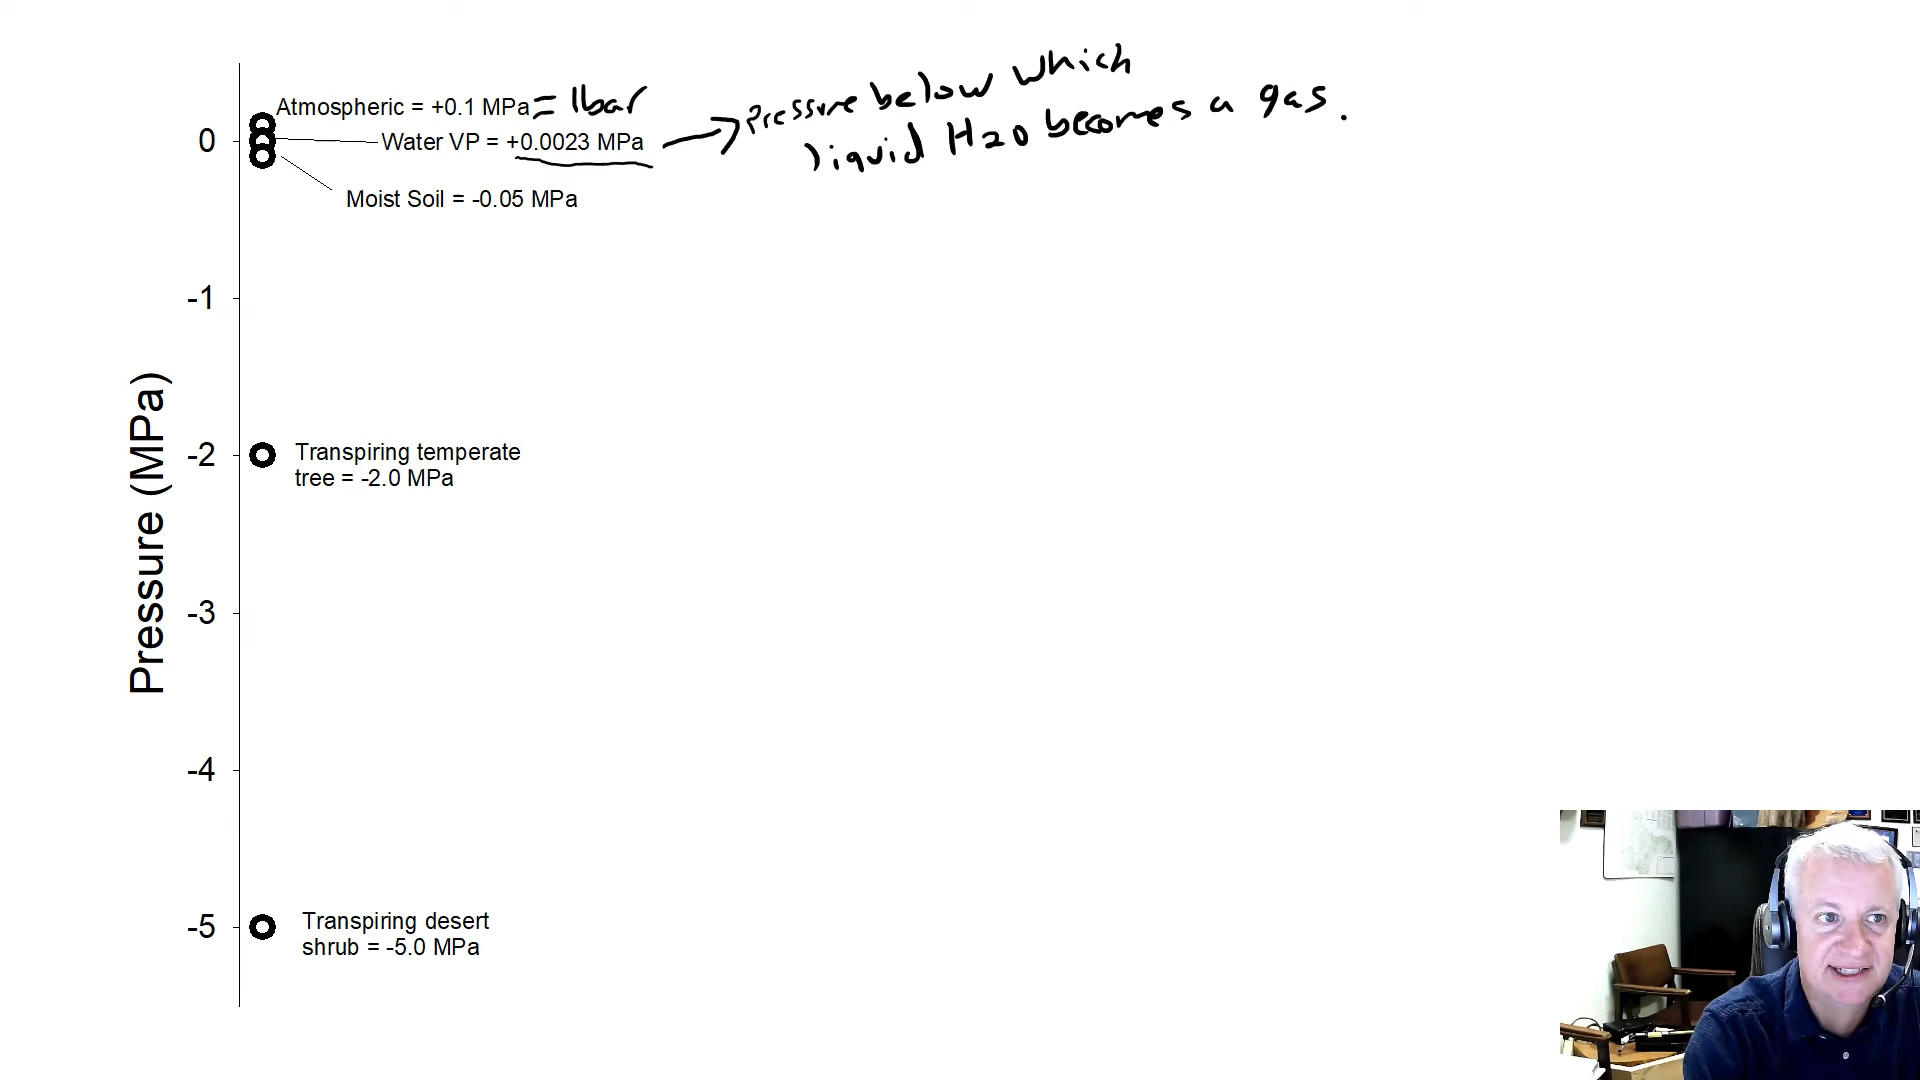 Pressure below which
liquid H2O becomes a gas.
Atmospheric = +0.1 MPa = 1bar
0
Water VP = +0.0023 MPa
Moist Soil = -0.05 MPa
-1
Pressure (MPa)
-2
Transpiring temperate
tree = -2.0 MPa
-3
-4
-5
Transpiring desert
shrub = -5.0 MPa